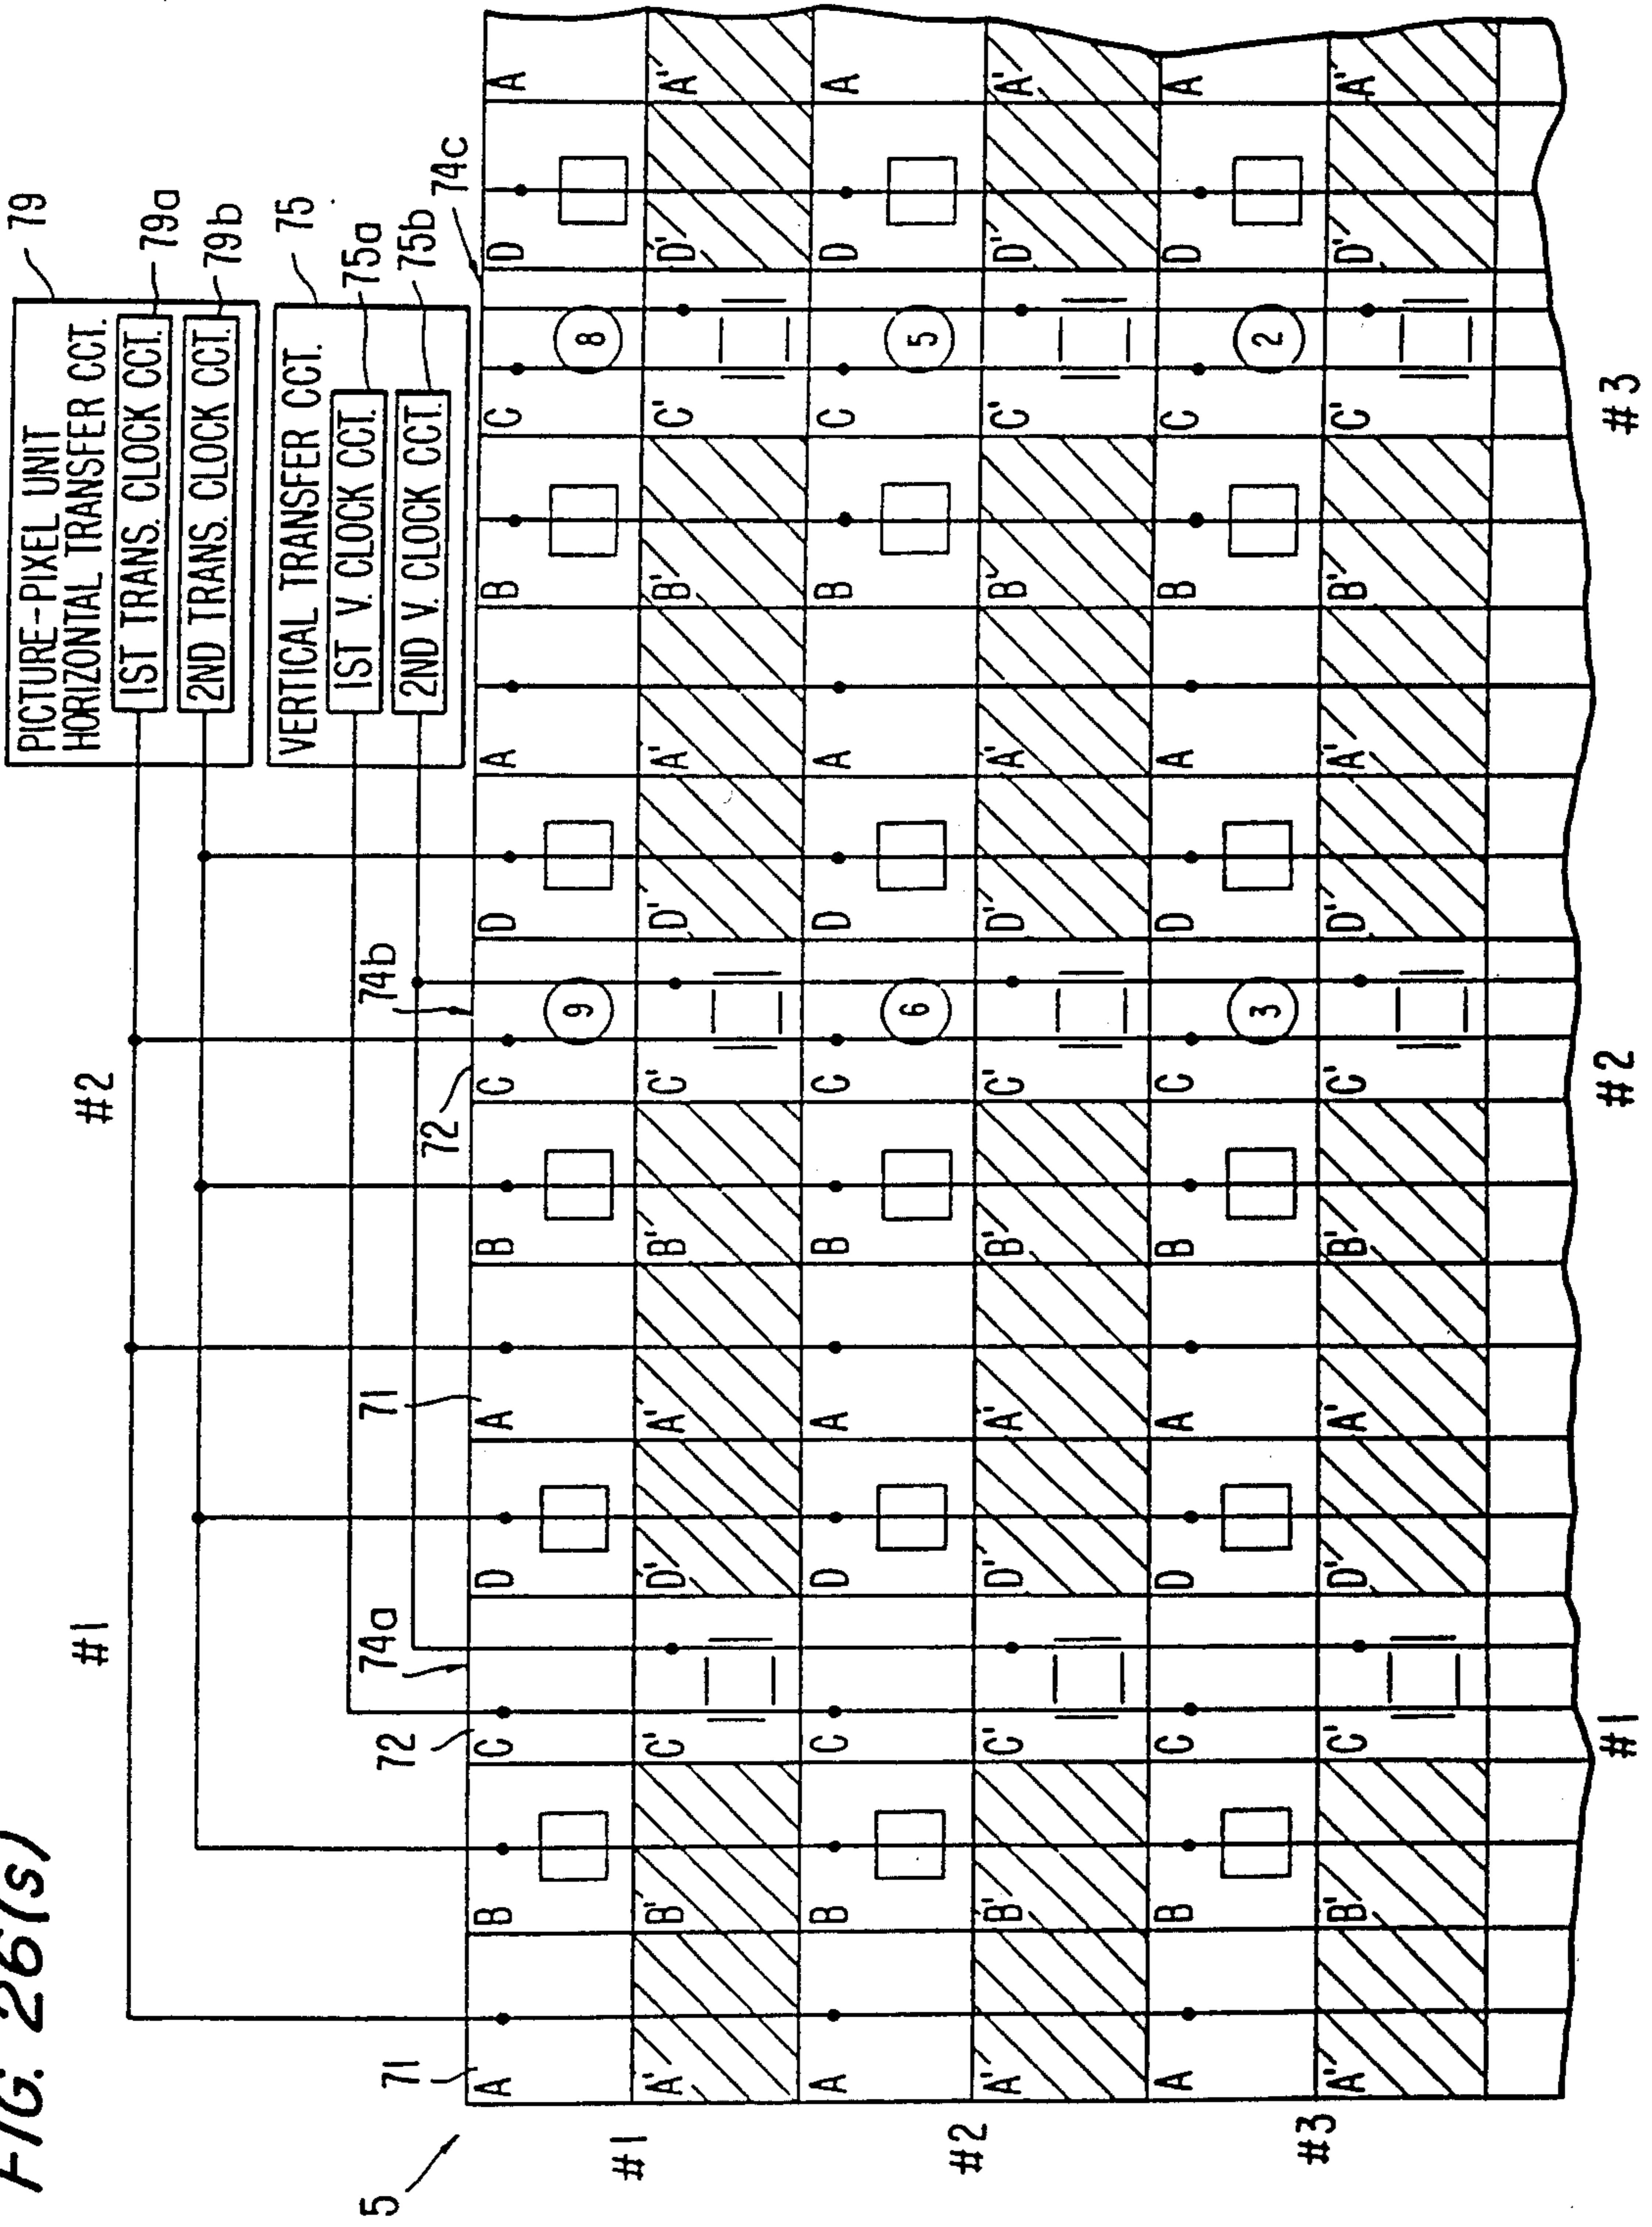 FIG. 26(s)
79
PICTURE-PIXEL UNIT
HORIZONTAL TRANSFER CCT.
#1 #2
1ST TRANS. CLOCK CCT. 79a
2ND TRANS. CLOCK CCT. 79b
VERTICAL TRANSFER CCT. 75
1ST V. CLOCK CCT. 75a
2ND V. CLOCK CCT. 75b
5 71 72 74a 71 72 74b 74c
A B C D A B C D A B C D A
9 8
#1
A' B' C' D' A' B' C' D' A' B' C' D' A'
A B C D A B C D A B C D A
6 5
#2
A' B' C' D' A' B' C' D' A' B' C' D' A'
A B C D A B C D A B C D A
3 2
#3
A' B' C' D' A' B' C' D' A' B' C' D' A'
#1 #2 #3